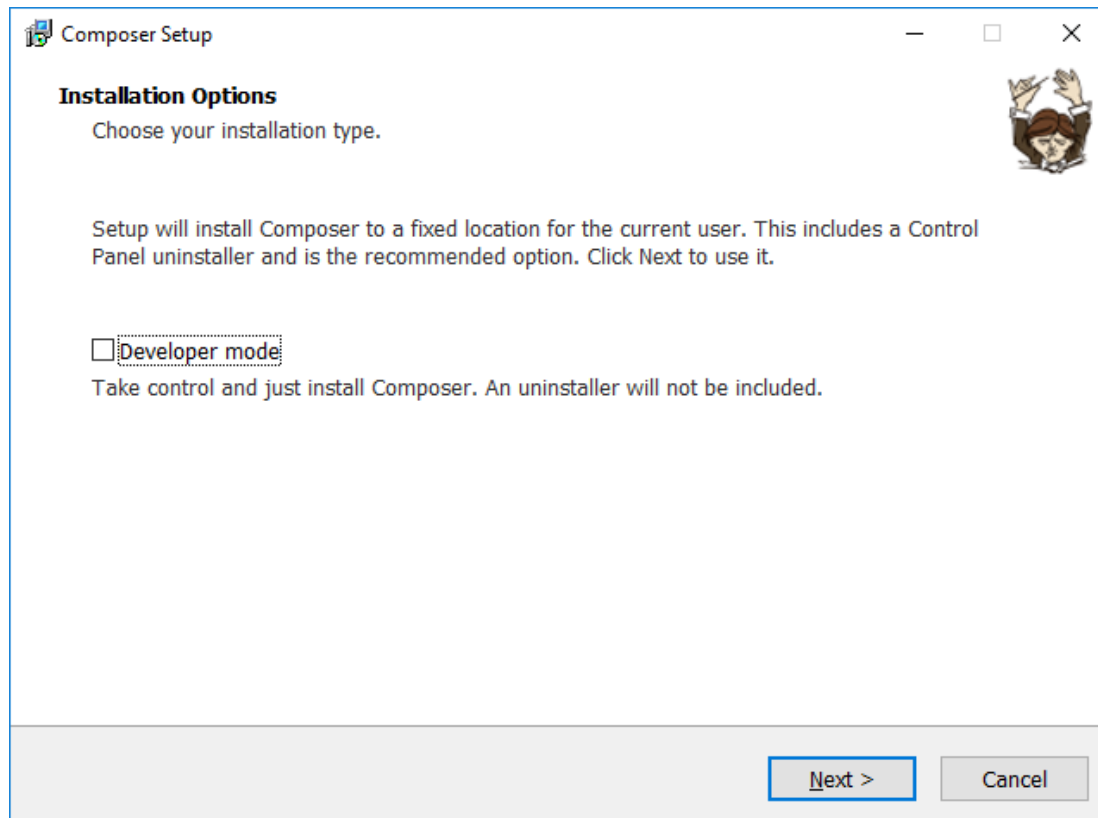 Composer Setup
Installation Options
Choose your installation type.
Setup will install Composer to a fixed location for the current user. This includes a Control
Panel uninstaller and is the recommended option. Click Next to use it.
Developer mode
Take control and just install Composer. An uninstaller will not be included.
Next >
Cancel